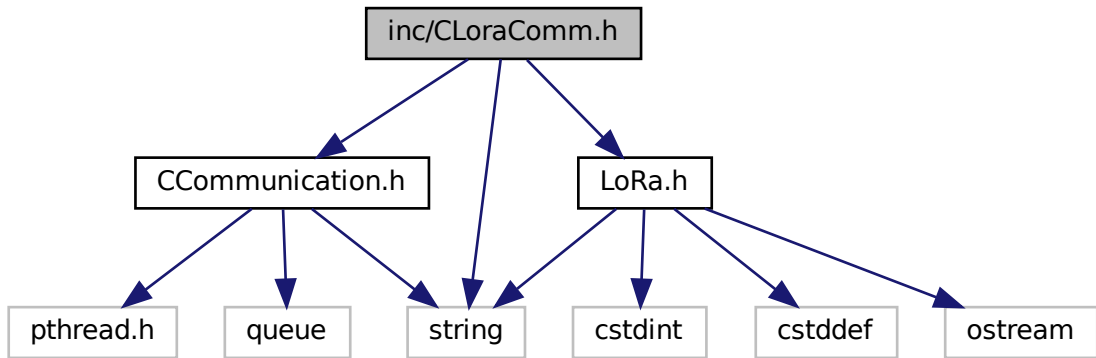 inc/CLoraComm.h
CCommunication.h
LoRa.h
pthread.h
queue
string
cstdint
cstddef
ostream